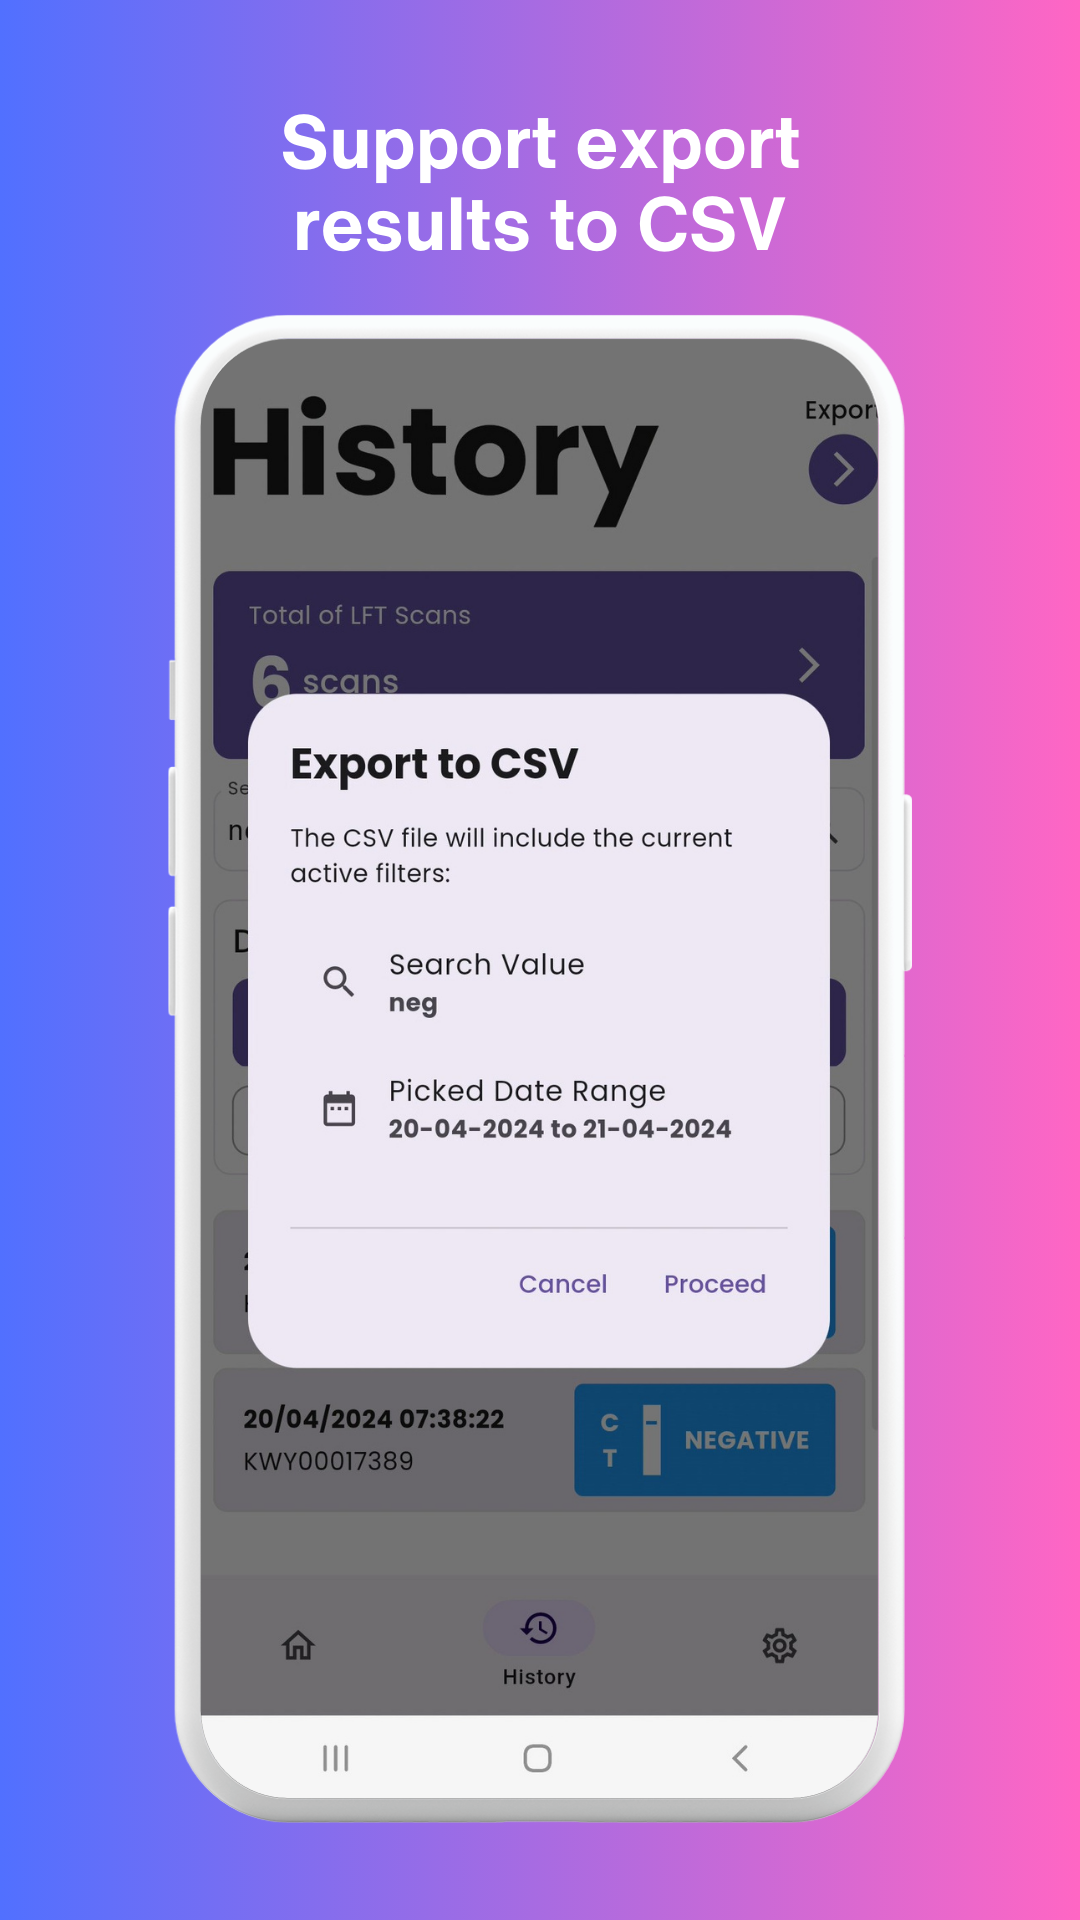 Support export
results to CSV
History
Export
Total of LFT Scans
6 scans
Export to CSV
The CSV file will include the current
active filters:
Search Value
neg
Picked Date Range
20-04-2024 to 21-04-2024
Cancel
Proceed
20/04/2024 07:38:22
KWY00017389
C
T
NEGATIVE
History